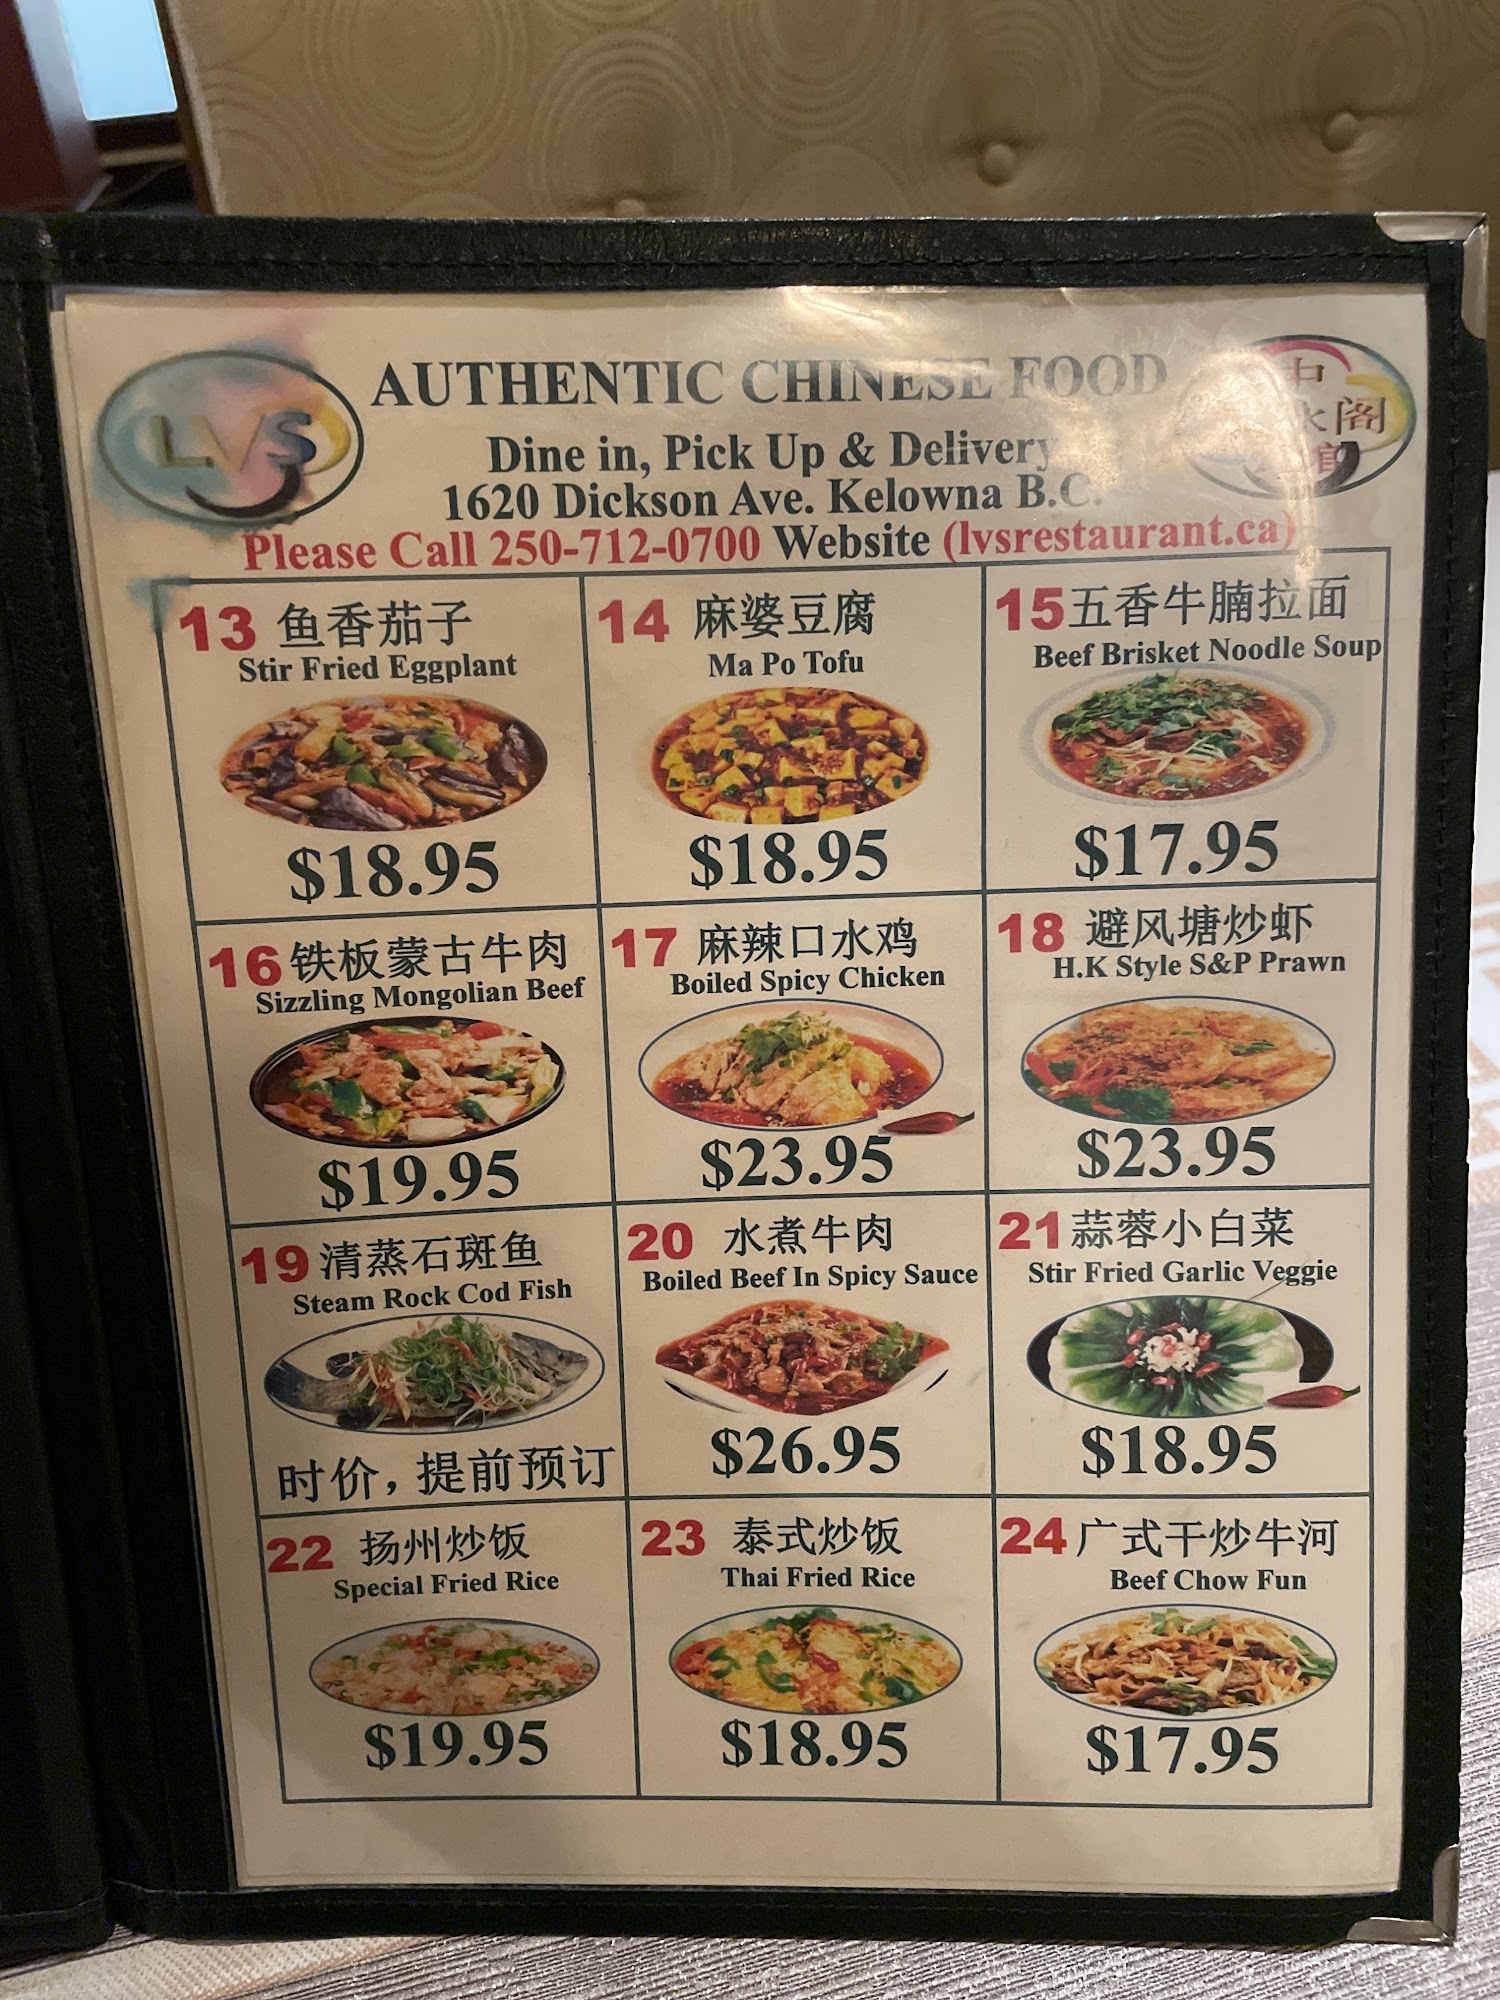 LVS
AUTHENTIC CHINESE FOOD
中
水阁
Dine in, Pick Up & Delivery
1620 Dickson Ave. Kelowna B.C.
Please Call 250-712-0700 Website (lvsrestaurant.ca)
13 鱼香茄子
Stir Fried Eggplant
$18.95
14 麻婆豆腐
Ma Po Tofu
$18.95
15 五香牛腩拉面
Beef Brisket Noodle Soup
$17.95
16 铁板蒙古牛肉
Sizzling Mongolian Beef
$19.95
17 麻辣口水鸡
Boiled Spicy Chicken
$23.95
18 避风塘炒虾
H.K Style S&P Prawn
$23.95
19 清蒸石斑鱼
Steam Rock Cod Fish
时价，提前预订
20 水煮牛肉
Boiled Beef In Spicy Sauce
$26.95
21 蒜蓉小白菜
Stir Fried Garlic Veggie
$18.95
22 扬州炒饭
Special Fried Rice
$19.95
23 泰式炒饭
Thai Fried Rice
$18.95
24 广式干炒牛河
Beef Chow Fun
$17.95